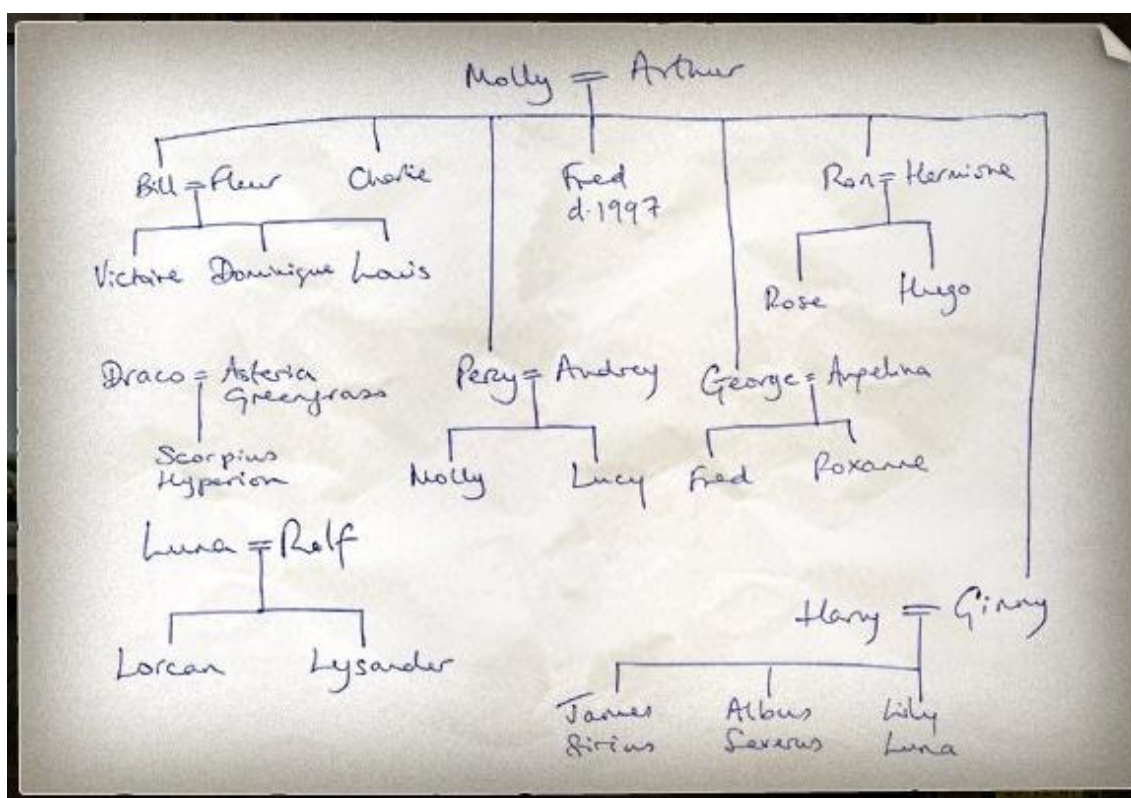 Molly = Arthur
Bill = Fleur Charlie Fred Ron = Hermione
d. 1997
Victoire Dominique Louis
Rose Hugo
Draco = Asteria Percy = Audrey George = Angelina
Greengrass
Scorpius Molly Lucy Fred Roxanne
Hyperion
Luna = Rolf
Harry = Ginny
Lorcan Lysander
James Albus Lily
Sirius Severus Luna